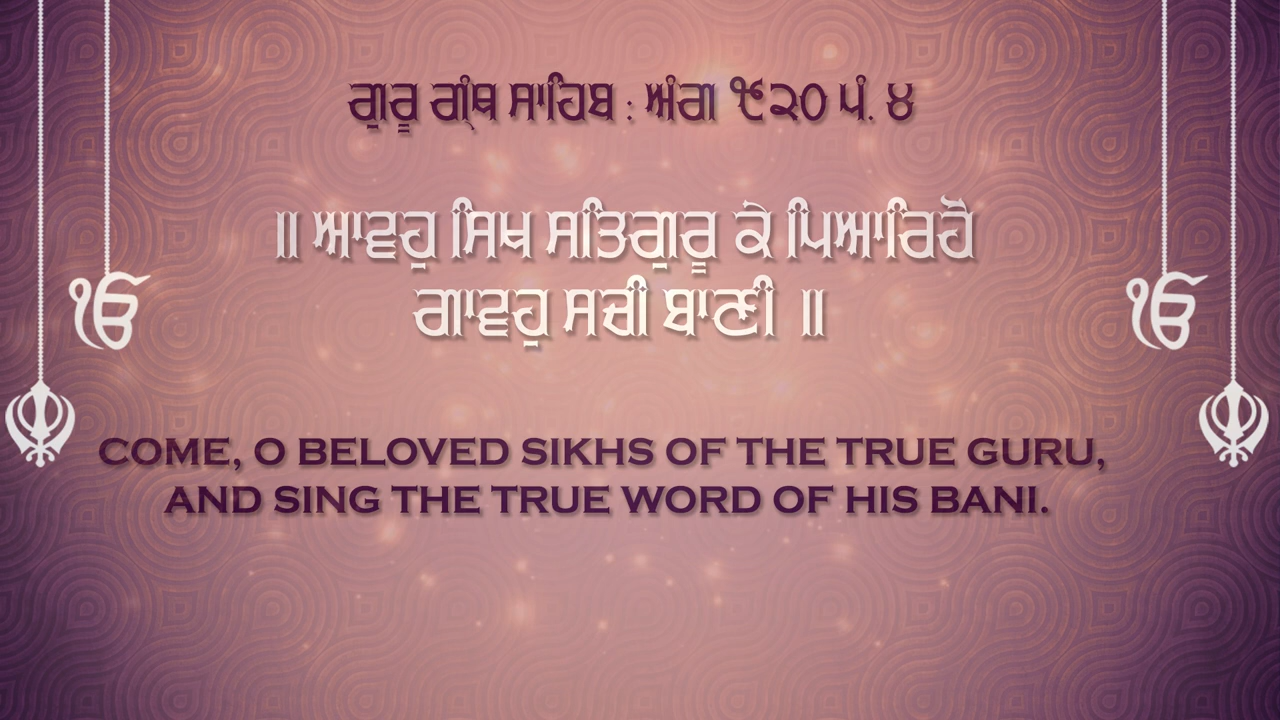 ਗੁਰੂ ਗ੍ਰੰਥ ਸਾਹਿਬ : ਅੰਗ ੯੨੦ ਪੰ. ੪
॥ ਆਵਹੁ ਸਿਖ ਸਤਿਗੁਰੂ ਕੇ ਪਿਆਰਿਹੋ
ਗਾਵਹੁ ਸਚੀ ਬਾਣੀ ॥
ੴ
ੴ
COME, O BELOVED SIKHS OF THE TRUE GURU,
AND SING THE TRUE WORD OF HIS BANI.